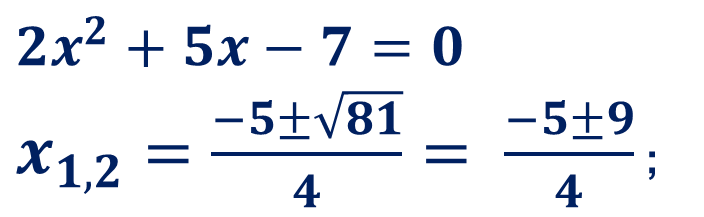 2x² + 5x − 7 = 0
x₁,₂ = (−5±√81)/4 = (−5±9)/4 ;